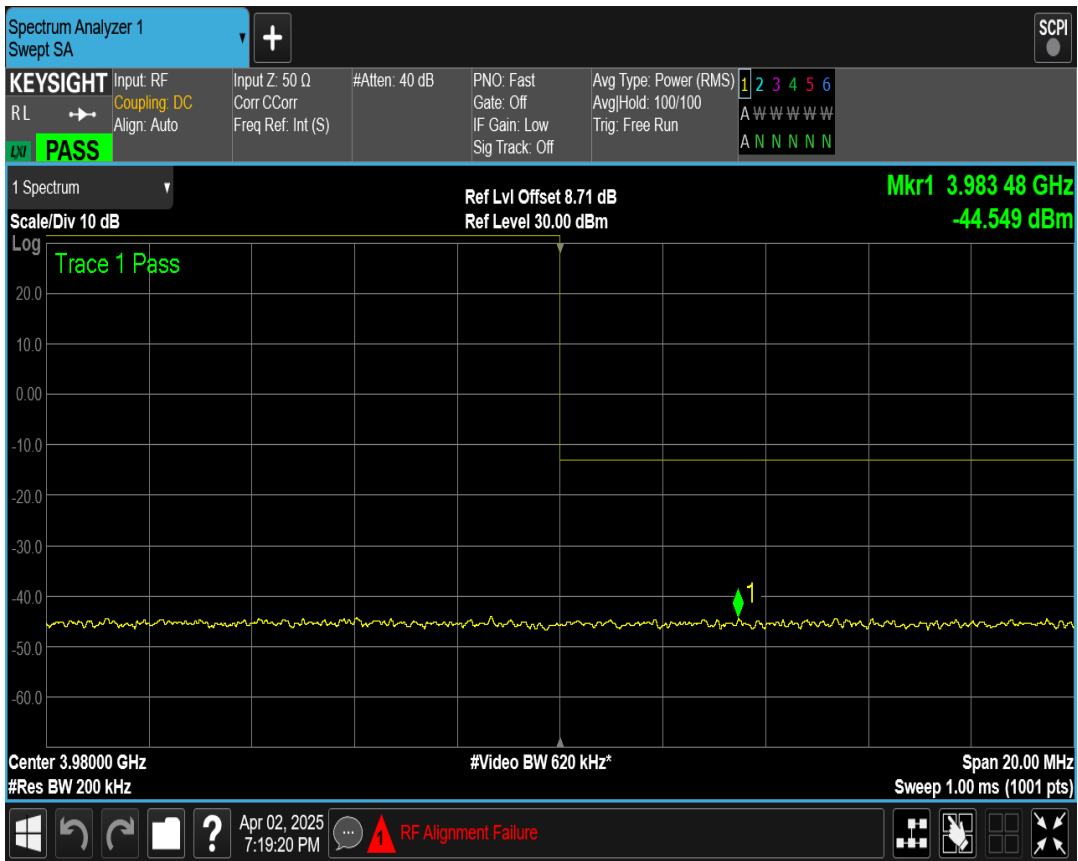 Spectrum Analyzer 1
Swept SA
SCPI
KEYSIGHT
RL
LXI PASS
Input: RF
Coupling: DC
Align: Auto
Input Z: 50 Ω
Corr CCorr
Freq Ref: Int (S)
#Atten: 40 dB
PNO: Fast
Gate: Off
IF Gain: Low
Sig Track: Off
Avg Type: Power (RMS)
Avg|Hold: 100/100
Trig: Free Run
1 2 3 4 5 6
A W W W W W
A N N N N N
1 Spectrum
Scale/Div 10 dB
Ref Lvl Offset 8.71 dB
Ref Level 30.00 dBm
Mkr1 3.983 48 GHz
-44.549 dBm
Log
Trace 1 Pass
20.0
10.0
0.00
-10.0
-20.0
-30.0
-40.0
1
-50.0
-60.0
Center 3.98000 GHz
#Video BW 620 kHz*
Span 20.00 MHz
#Res BW 200 kHz
Sweep 1.00 ms (1001 pts)
Apr 02, 2025
7:19:20 PM
1
RF Alignment Failure